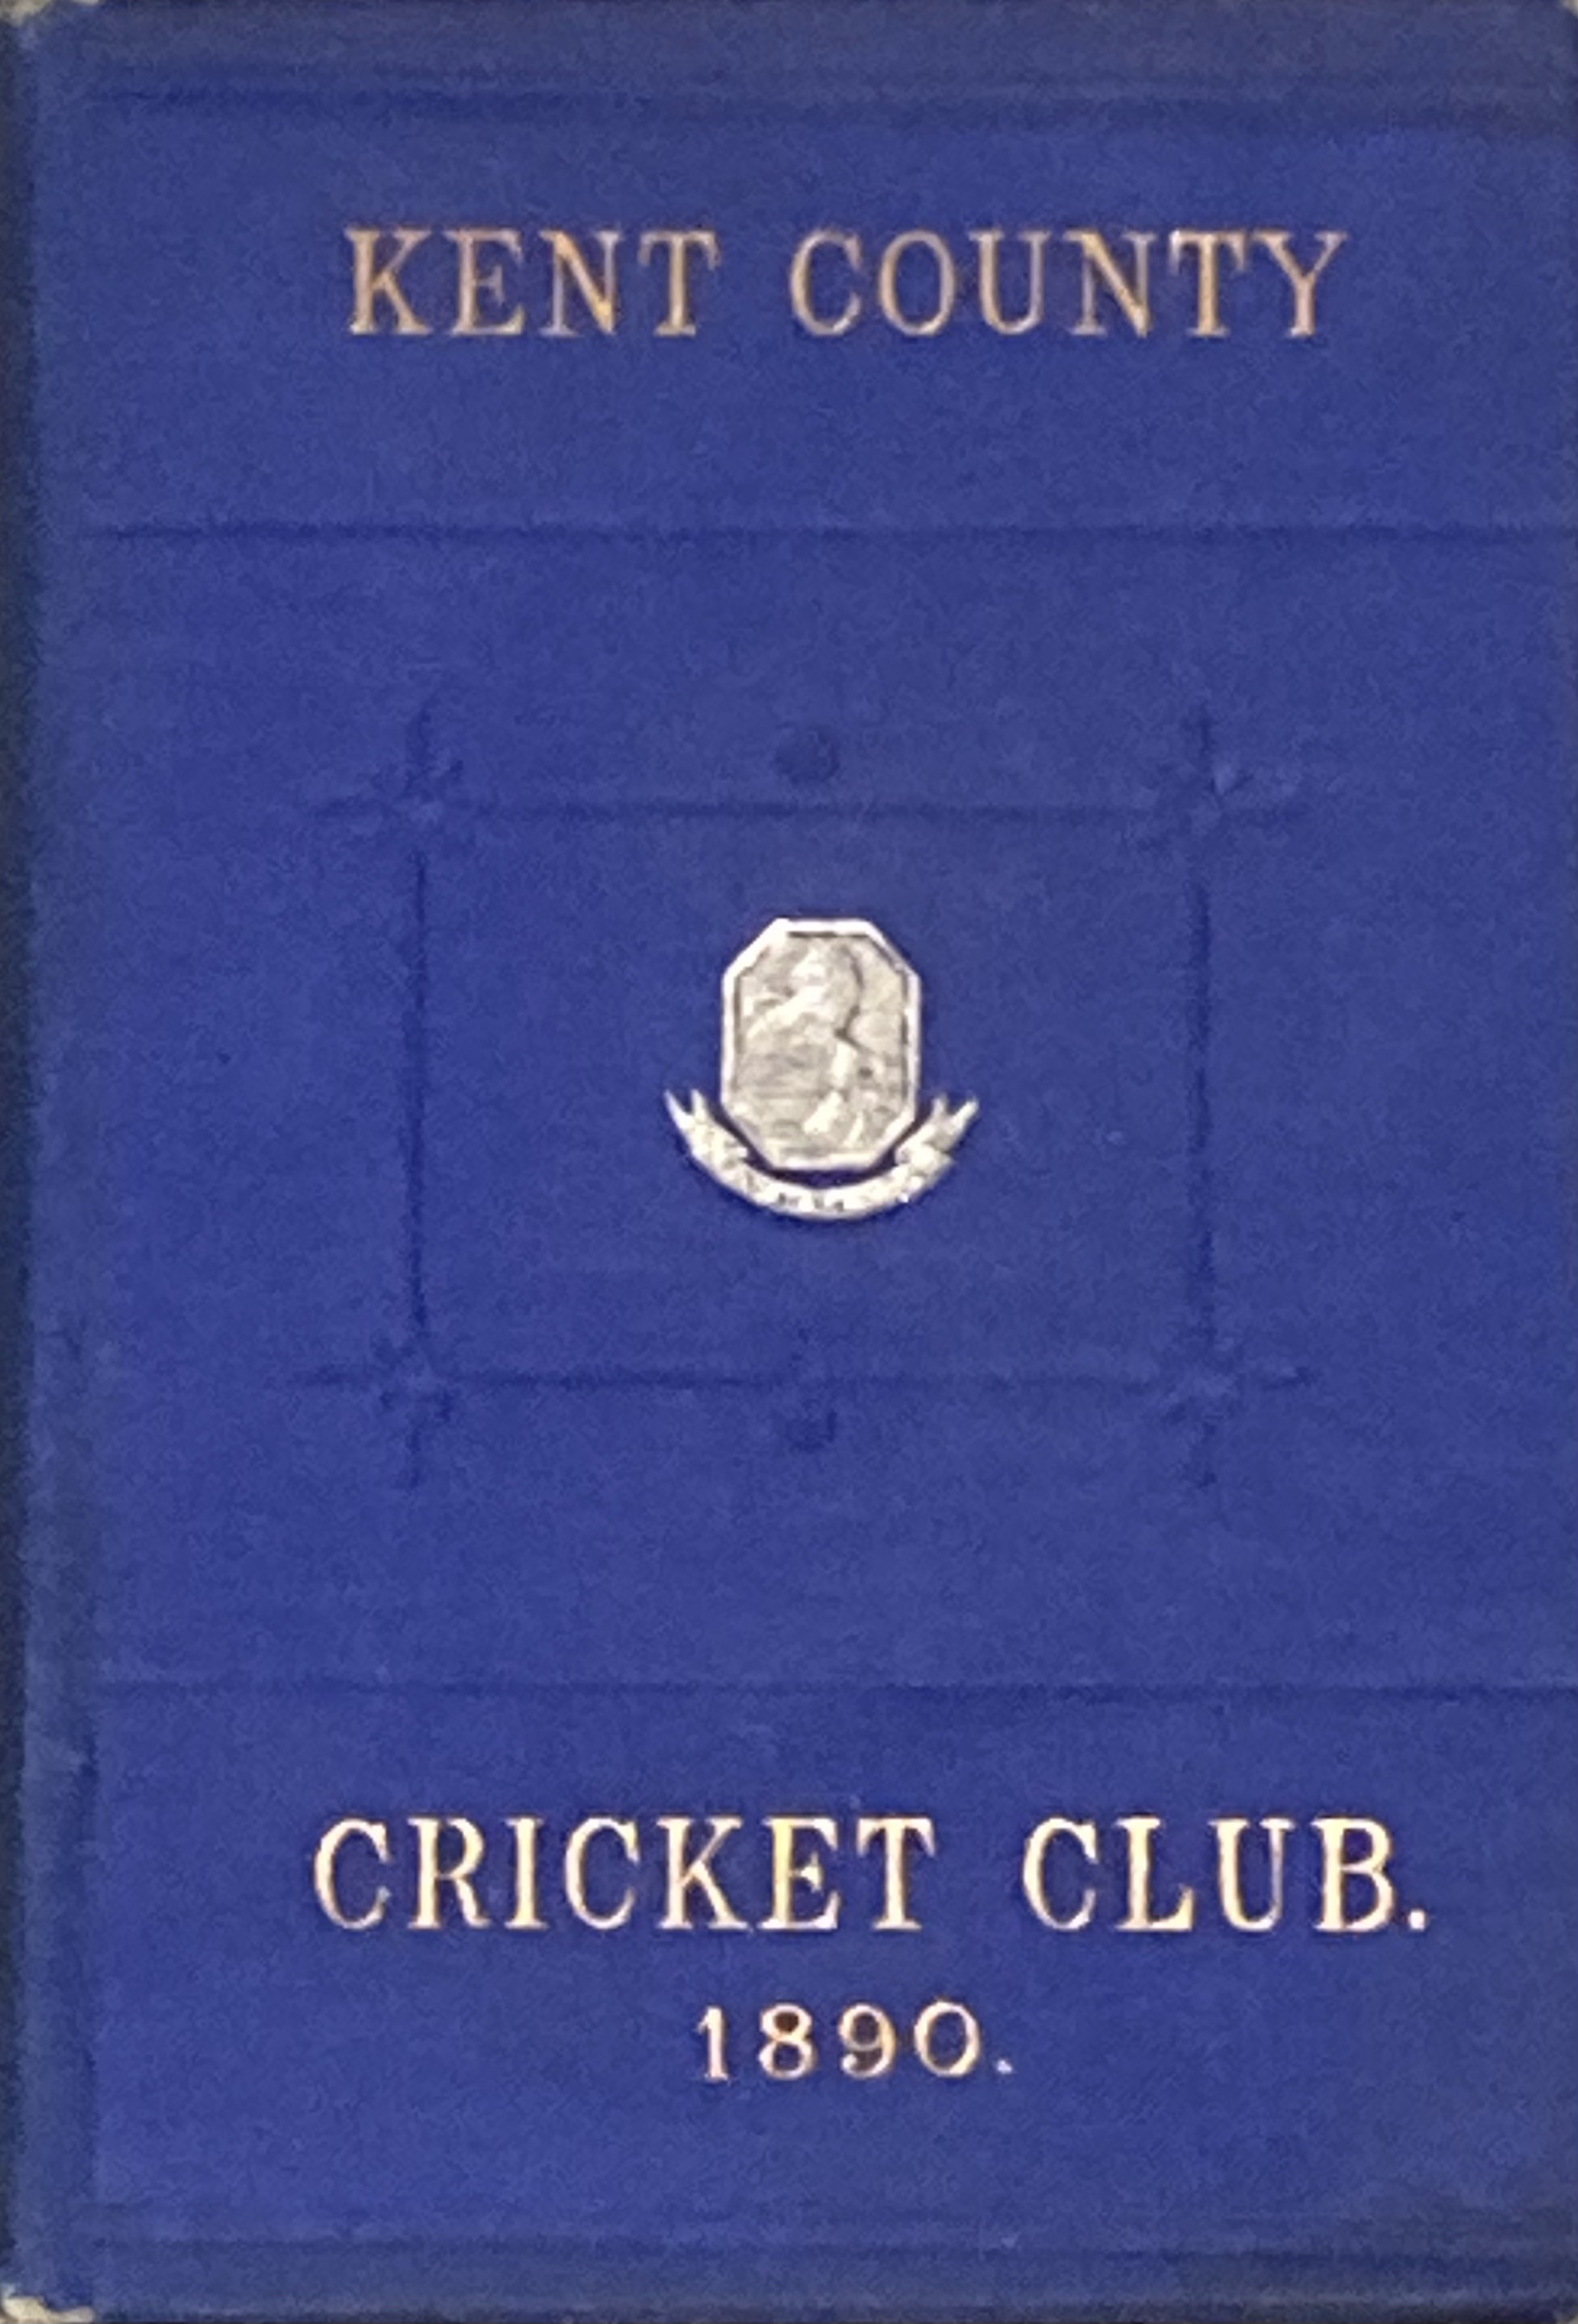 KENT COUNTY
CRICKET CLUB.
1890.